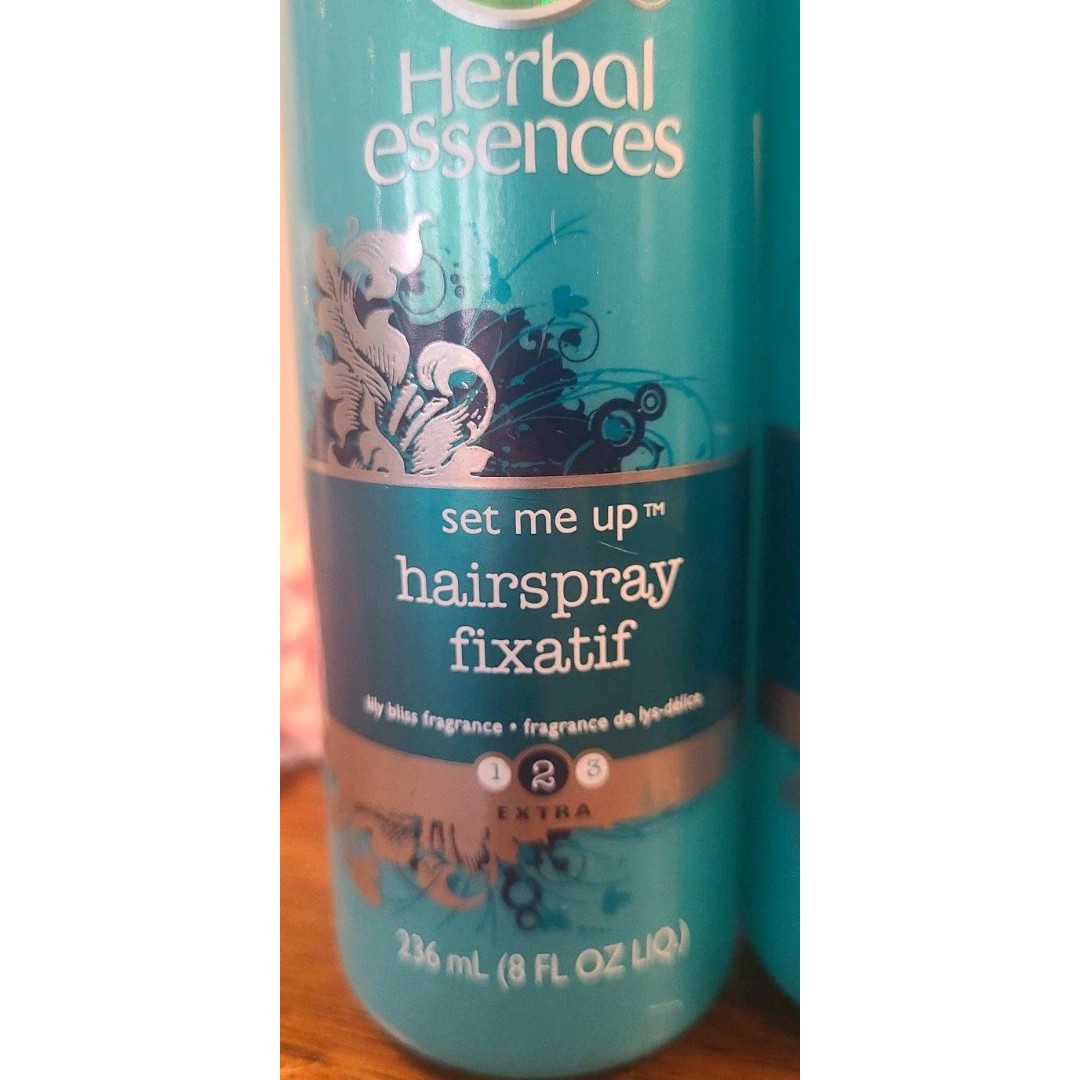 Herbal
essences
set me up™
hairspray
fixatif
lily bliss fragrance • fragrance de lys-délice
1 2 3
EXTRA
236 mL (8 FL OZ LIQ.)